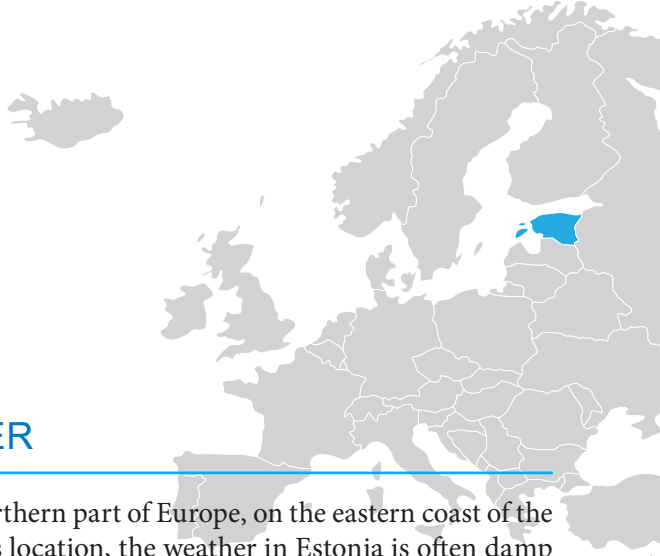 ER
rthern part of Europe, on the eastern coast of the
s location, the weather in Estonia is often damp